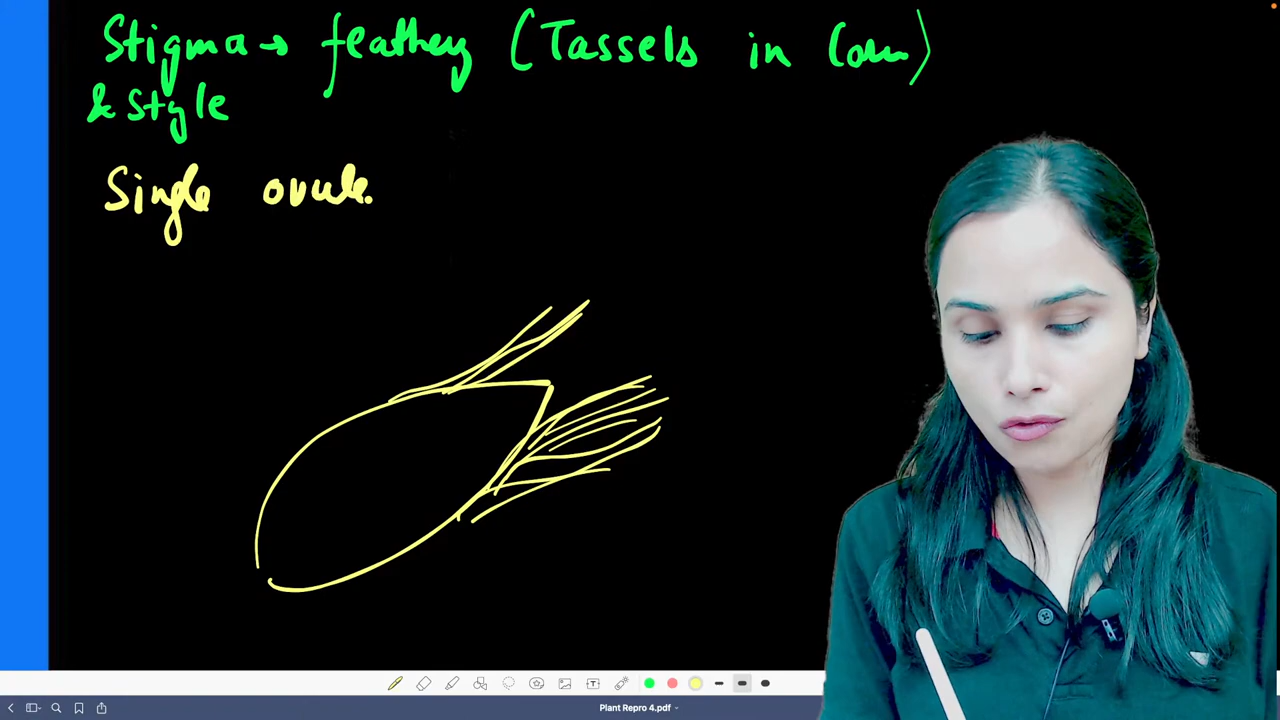 Stigma → feathery (Tassels in Corn)
& Style
Single ovule.
Plant Repro 4.pdf